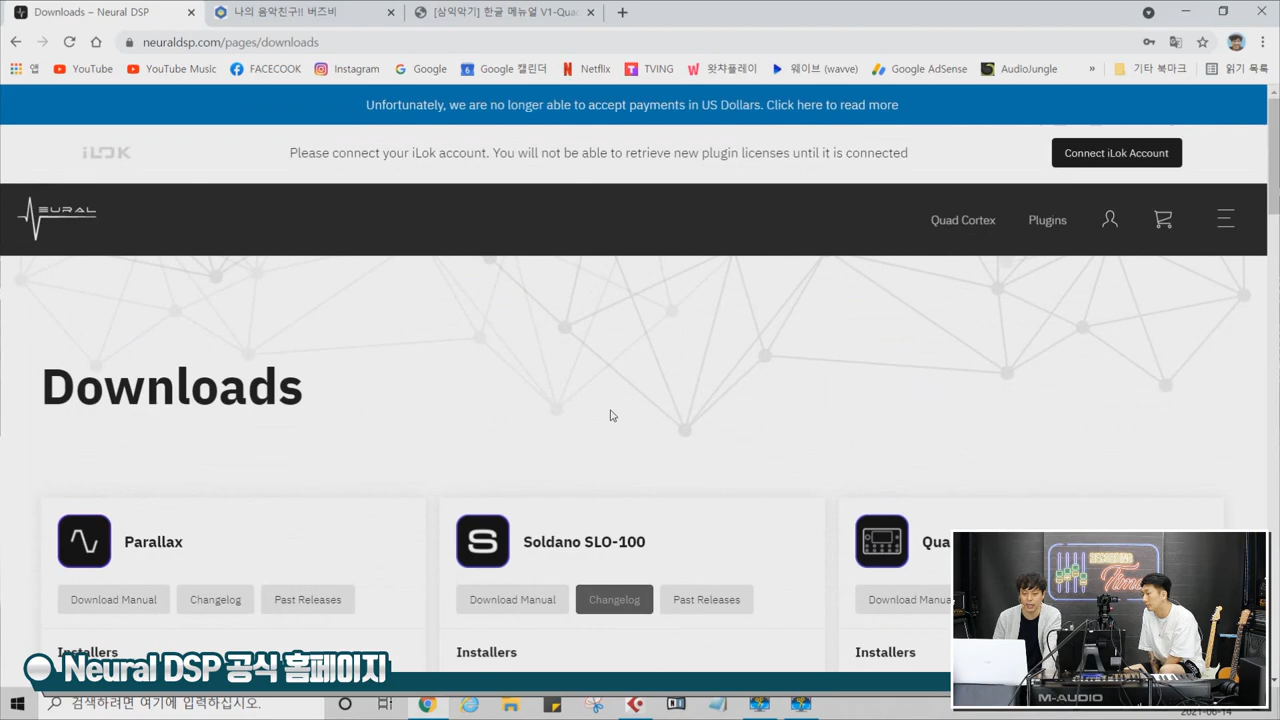 Downloads – Neural DSP
나의 음악친구!! 버즈비
[삼익악기] 한글 메뉴얼 V1-Quad
neuraldsp.com/pages/downloads
앱
YouTube
YouTube Music
FACECOOK
Instagram
Google
Google 캘린더
Netflix
TVING
왓챠플레이
웨이브 (wavve)
Google AdSense
AudioJungle
»
기타 북마크
읽기 목록
Unfortunately, we are no longer able to accept payments in US Dollars. Click here to read more
iLOK
Please connect your iLok account. You will not be able to retrieve new plugin licenses until it is connected
Connect iLok Account
NEURAL
Quad Cortex
Plugins
Downloads
Parallax
Download Manual
Changelog
Past Releases
Installers
Soldano SLO-100
Download Manual
Changelog
Past Releases
Installers
Download Manual
Installers
Time
M-AUDIO
Neural DSP 공식 홈페이지
검색하려면 여기에 입력하십시오.
2021-06-14